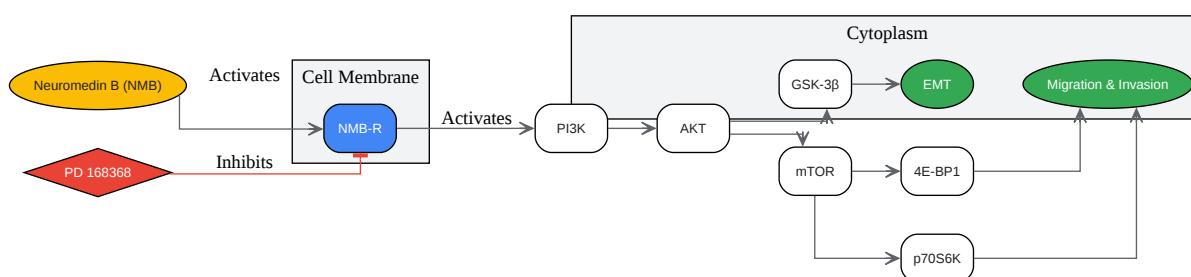 Cytoplasm
Neuromedin B (NMB)
Activates
Cell Membrane
GSK-3β
EMT
Migration & Invasion
NMB-R
Activates
PI3K
AKT
PD 168368
Inhibits
mTOR
4E-BP1
p70S6K